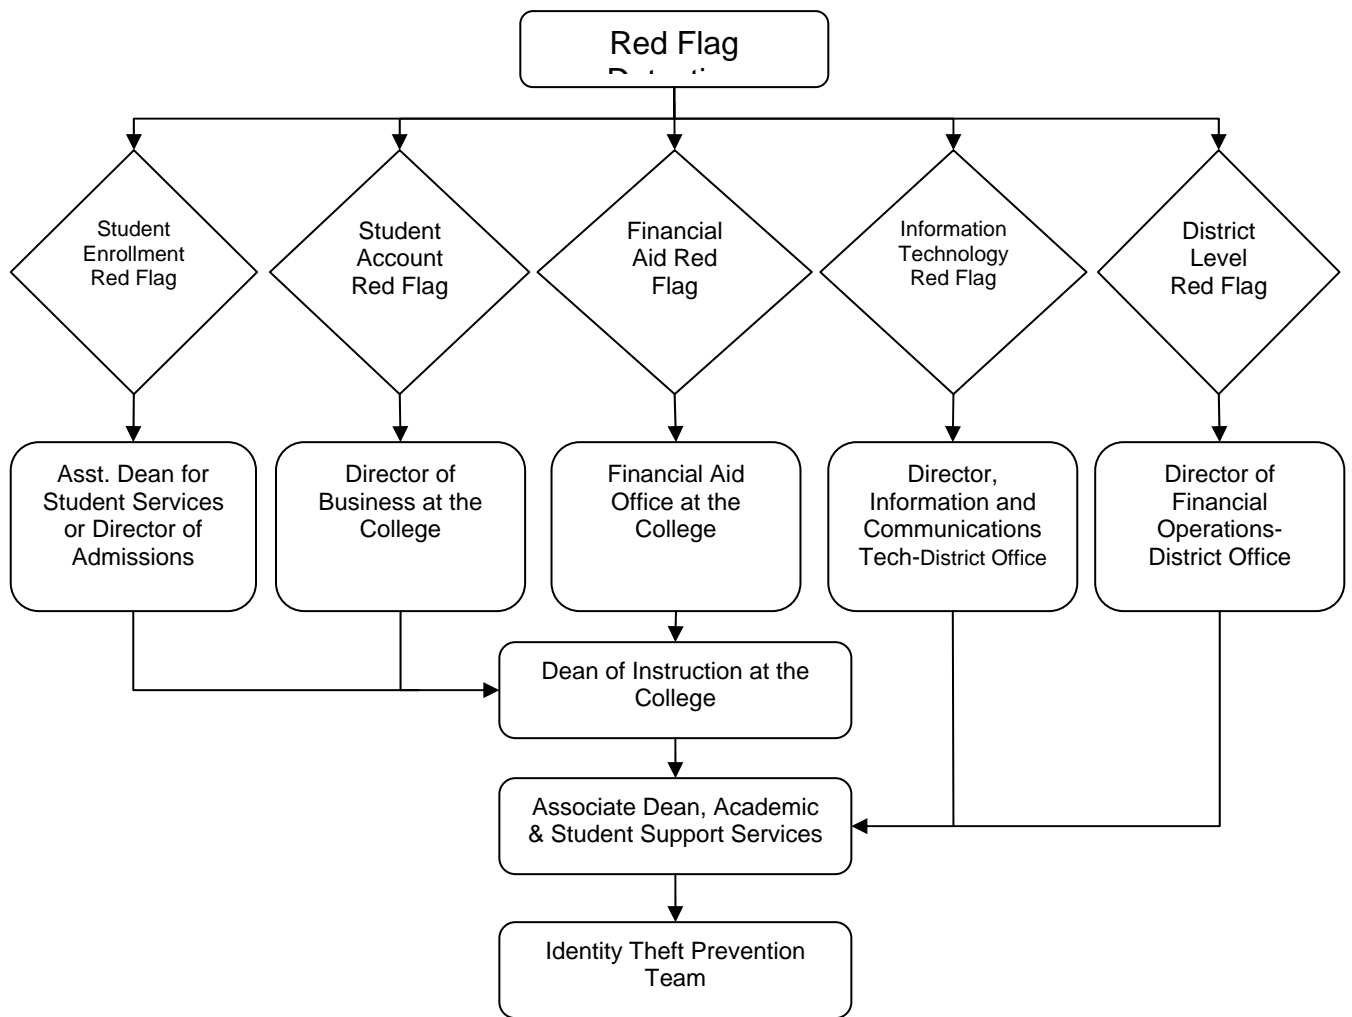 Red Flag
Student
Enrollment
Red Flag
Student
Account
Red Flag
Financial
Aid Red
Flag
Information
Technology
Red Flag
District
Level
Red Flag
Asst. Dean for
Student Services
or Director of
Admissions
Director of
Business at the
College
Financial Aid
Office at the
College
Director,
Information and
Communications
Tech-District Office
Director of
Financial
Operations-
District Office
Dean of Instruction at the
College
Associate Dean, Academic
& Student Support Services
Identity Theft Prevention
Team